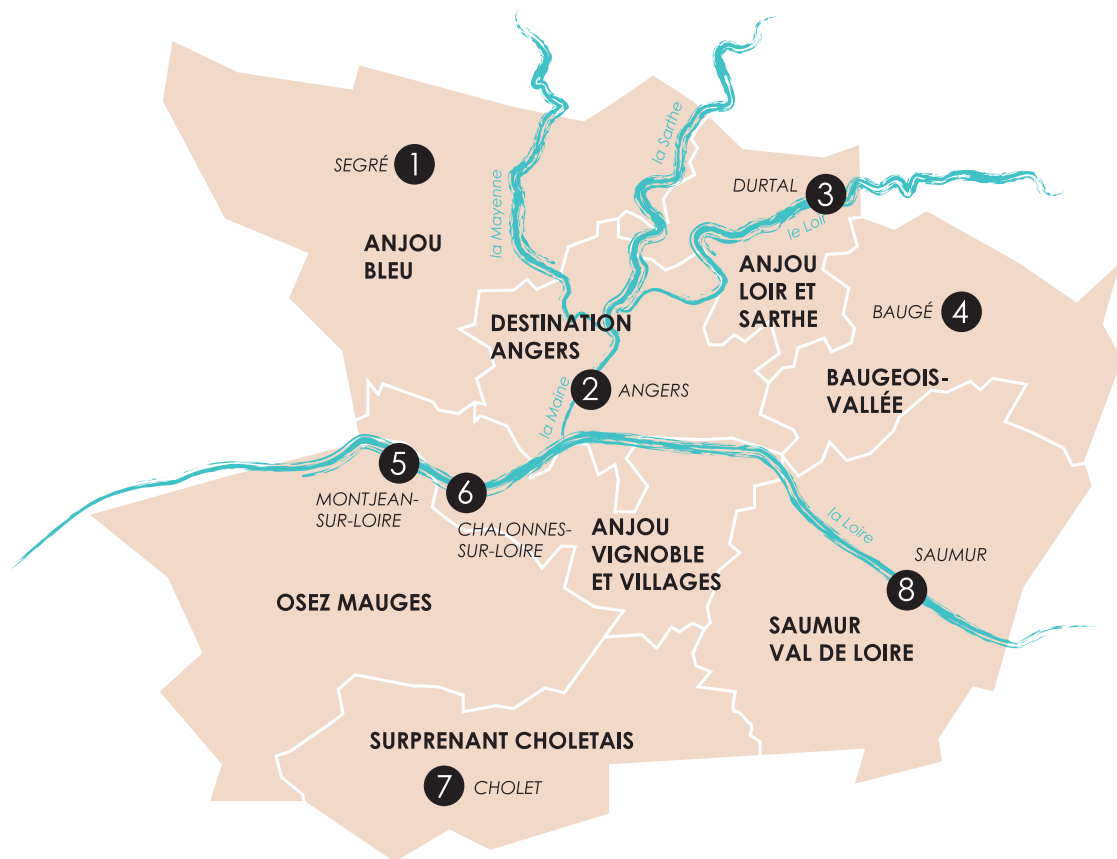 la Sarthe
SEGRÉ 1
DURTAL 3
la Mayenne
le Loir
ANJOU
BLEU
ANJOU
LOIR ET
SARTHE
BAUGÉ 4
DESTINATION
ANGERS
BAUGEOIS-
VALLÉE
2 ANGERS
la Maine
5
MONTJEAN-
SUR-LOIRE
6
CHALONNES-
SUR-LOIRE
ANJOU
VIGNOBLE
ET VILLAGES
la Loire
SAUMUR
8
OSEZ MAUGES
SAUMUR
VAL DE LOIRE
SURPRENANT CHOLETAIS
7 CHOLET